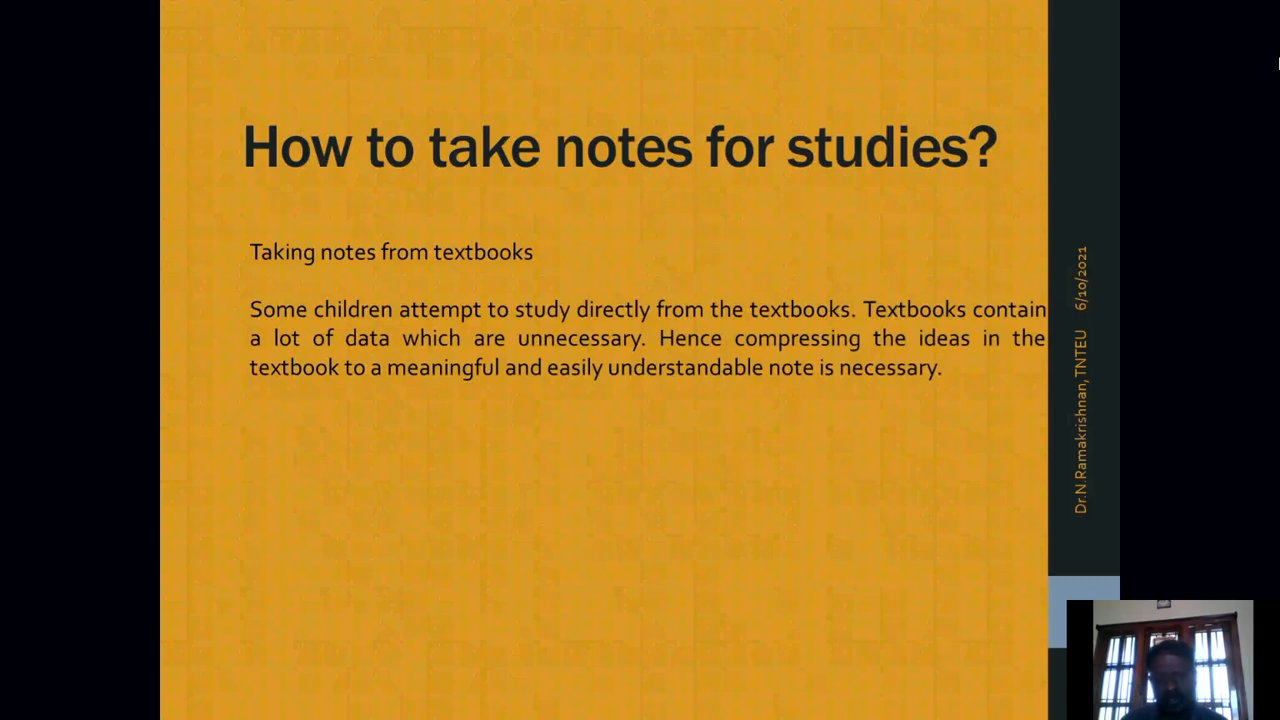 How to take notes for studies?
Taking notes from textbooks
Some children attempt to study directly from the textbooks. Textbooks contain
a lot of data which are unnecessary. Hence compressing the ideas in the
textbook to a meaningful and easily understandable note is necessary.
Dr.N.Ramakrishnan,TNTEU 6/10/2021